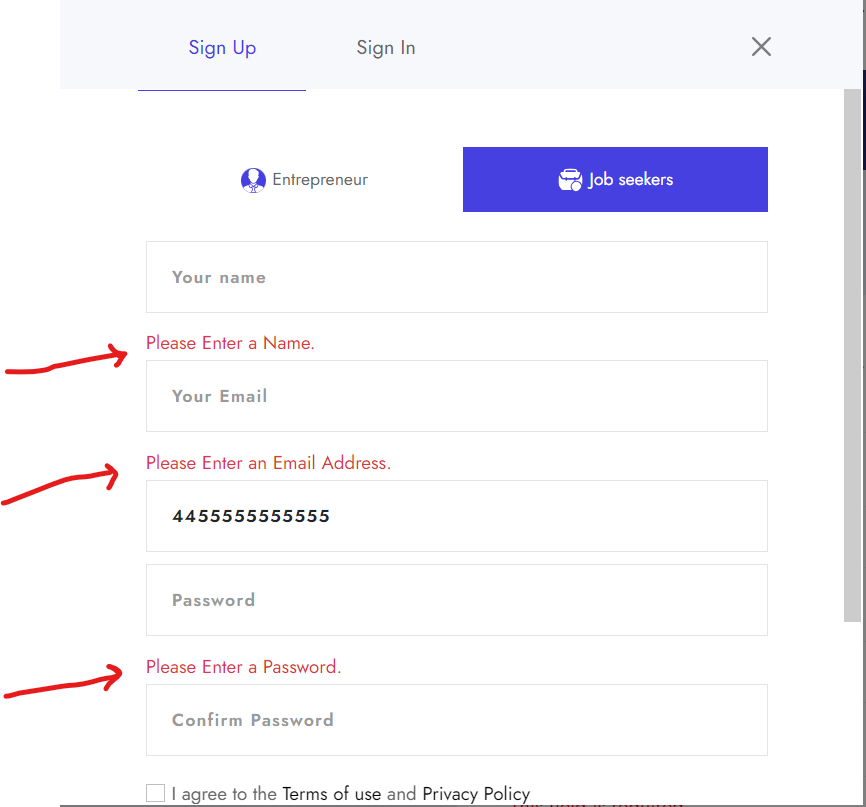 Sign Up Sign In
Entrepreneur Job seekers
Your name
Please Enter a Name.
Your Email
Please Enter an Email Address.
4455555555555
Password
Please Enter a Password.
Confirm Password
I agree to the Terms of use and Privacy Policy